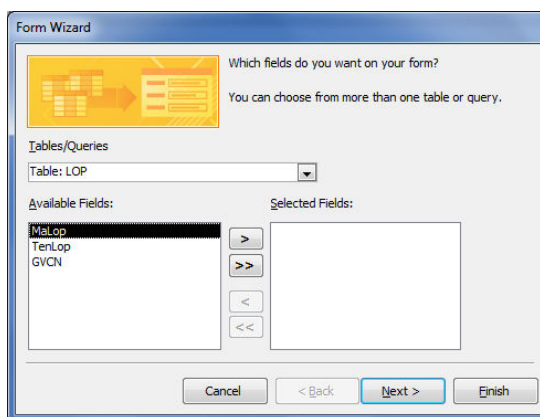 Form Wizard
Which fields do you want on your form?
You can choose from more than one table or query.
Tables/Queries
Table: LOP
Available Fields:
Selected Fields:
MaLop
TenLop
GVCN
>
>>
<
<<
Cancel
< Back
Next >
Finish